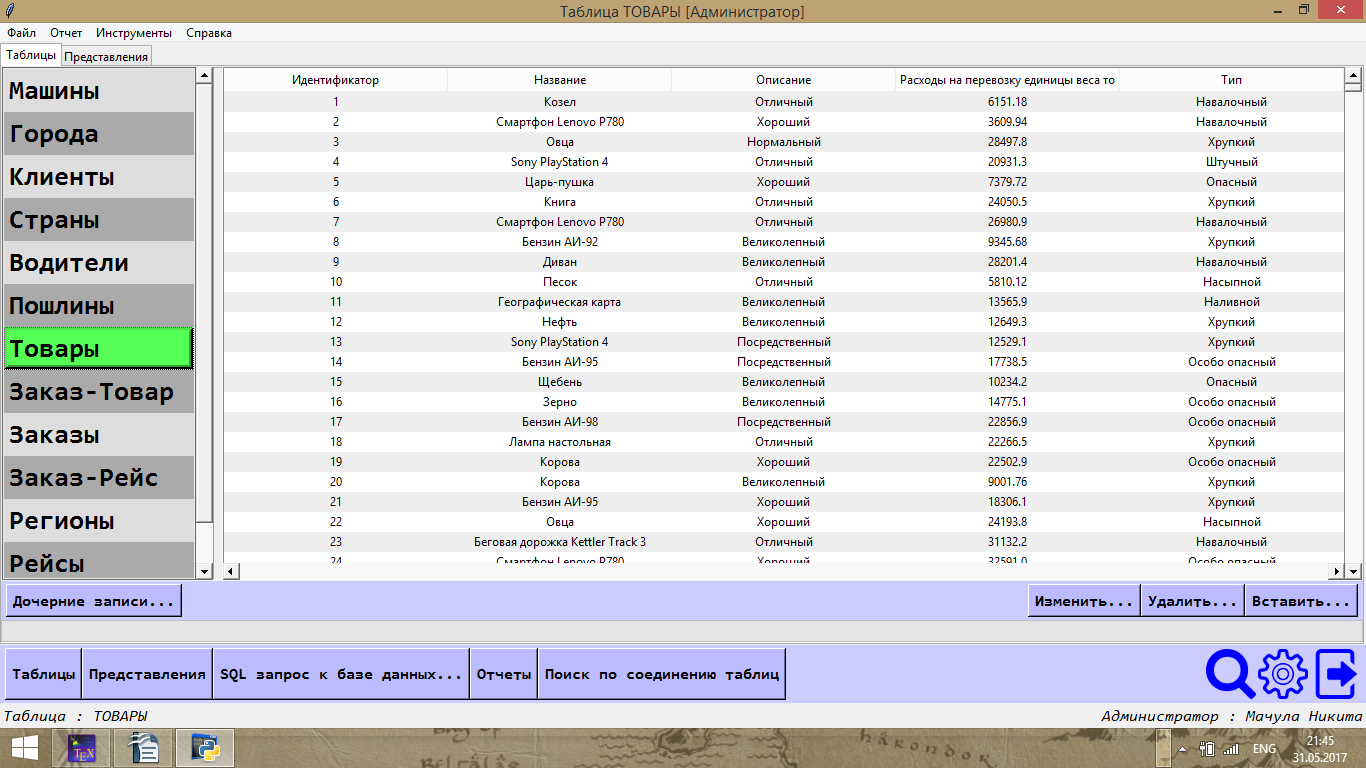 Таблица ТОВАРЫ [Администратор]
Файл Отчет Инструменты Справка
Таблицы Представления
Машины
Города
Клиенты
Страны
Водители
Пошлины
Товары
Заказ-Товар
Заказы
Заказ-Рейс
Регионы
Рейсы
Идентификатор Название Описание Расходы на перевозку единицы веса то Тип
1 Козел Отличный 6151.18 Навалочный
2 Смартфон Lenovo P780 Хороший 3609.94 Навалочный
3 Овца Нормальный 28497.8 Хрупкий
4 Sony PlayStation 4 Отличный 20931.3 Штучный
5 Царь-пушка Хороший 7379.72 Опасный
6 Книга Отличный 24050.5 Хрупкий
7 Смартфон Lenovo P780 Отличный 26980.9 Навалочный
8 Бензин АИ-92 Великолепный 9345.68 Хрупкий
9 Диван Великолепный 28201.4 Навалочный
10 Песок Отличный 5810.12 Насыпной
11 Географическая карта Великолепный 13565.9 Наливной
12 Нефть Великолепный 12649.3 Хрупкий
13 Sony PlayStation 4 Посредственный 12529.1 Хрупкий
14 Бензин АИ-95 Посредственный 17738.5 Особо опасный
15 Щебень Великолепный 10234.2 Опасный
16 Зерно Великолепный 14775.1 Особо опасный
17 Бензин АИ-98 Посредственный 22856.9 Особо опасный
18 Лампа настольная Отличный 22266.5 Хрупкий
19 Корова Хороший 22502.9 Особо опасный
20 Корова Великолепный 9001.76 Хрупкий
21 Бензин АИ-95 Хороший 18306.1 Хрупкий
22 Овца Хороший 24193.8 Насыпной
23 Беговая дорожка Kettler Track 3 Отличный 31132.2 Навалочный
24 Смартфон Lenovo P780 Хороший 32591.0 Особо опасный
Дочерние записи... Изменить... Удалить... Вставить...
Таблицы Представления SQL запрос к базе данных... Отчеты Поиск по соединению таблиц
Таблица : ТОВАРЫ Администратор : Мачула Никита
ENG 21:45
31.05.2017